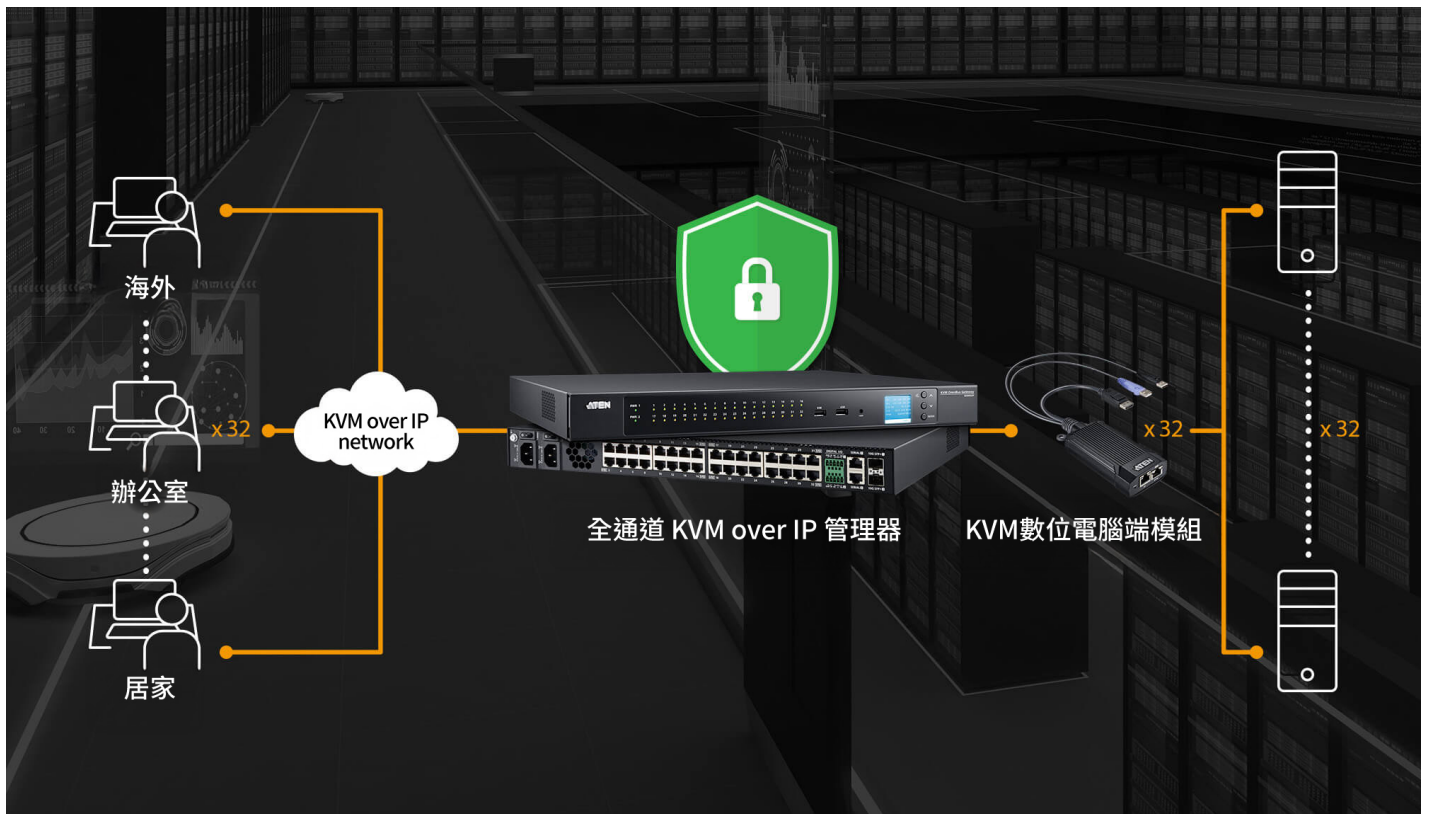 海外
x 32
辦公室
居家
KVM over IP
network
ATEN
全通道 KVM over IP 管理器
ATEN
KVM數位電腦端模組
x 32
x 32